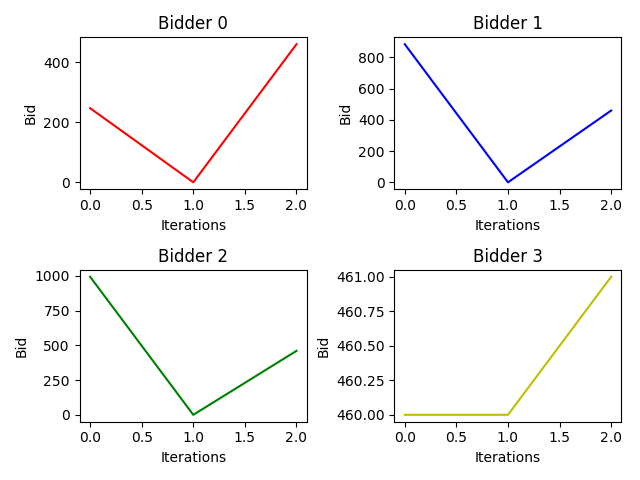 Bidder 0
Bid
400
200
0
0.0 0.5 1.0 1.5 2.0
Iterations
Bidder 1
Bid
800
600
400
200
0
0.0 0.5 1.0 1.5 2.0
Iterations
Bidder 2
Bid
1000
750
500
250
0
0.0 0.5 1.0 1.5 2.0
Iterations
Bidder 3
Bid
461.00
460.75
460.50
460.25
460.00
0.0 0.5 1.0 1.5 2.0
Iterations